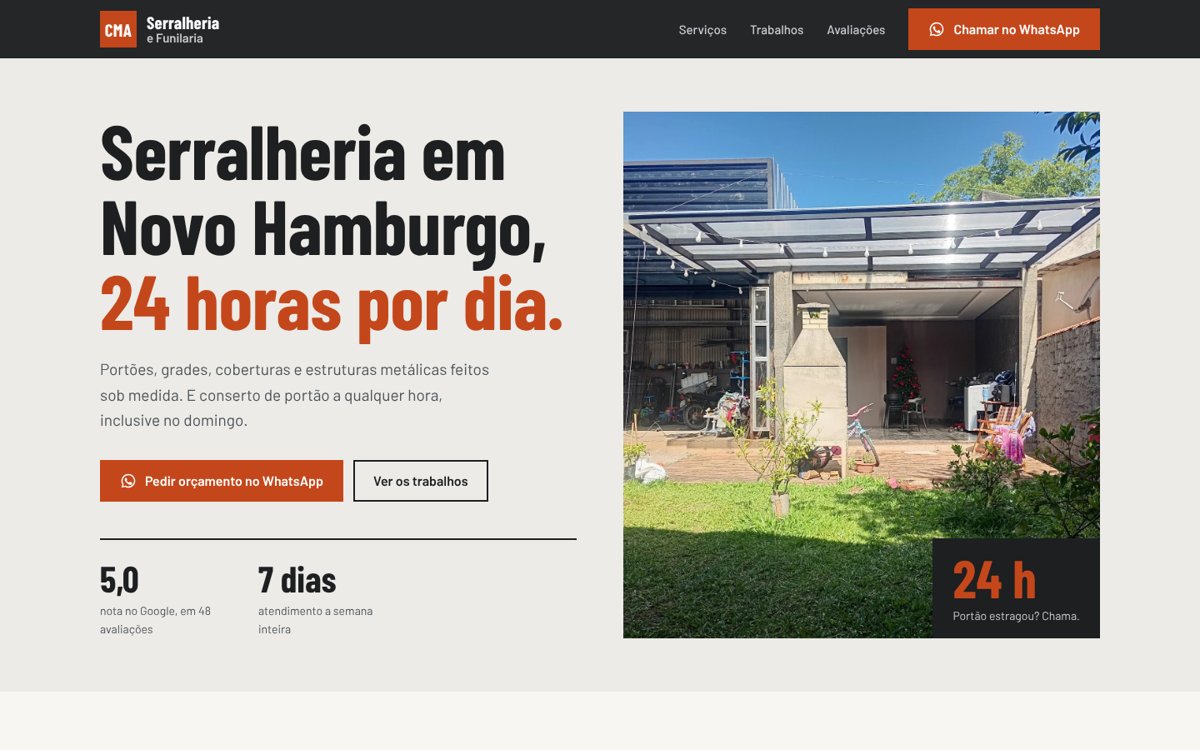 CMA
Serralheria
e Funilaria
Serviços
Trabalhos
Avaliações
Chamar no WhatsApp
Serralheria em
Novo Hamburgo,
24 horas por dia.
Portões, grades, coberturas e estruturas metálicas feitos
sob medida. E conserto de portão a qualquer hora,
inclusive no domingo.
Pedir orçamento no WhatsApp
Ver os trabalhos
5,0
nota no Google, em 48
avaliações
7 dias
atendimento a semana
inteira
24 h
Portão estragou? Chama.